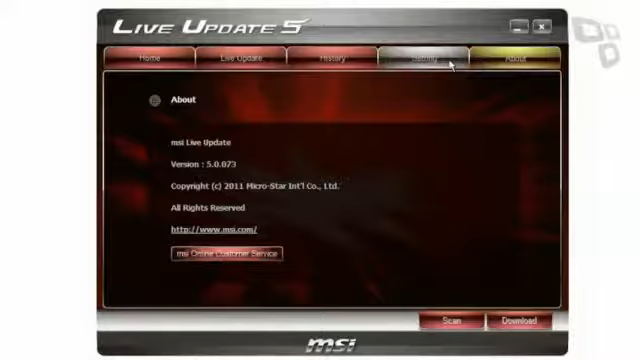 LIVE UPDATE 5
Home Live Update History Setting About
About
msi Live Update
Version : 5.0.073
Copyright (c) 2011 Micro-Star Int'l Co., Ltd.
All Rights Reserved
http://www.msi.com/
msi Online Customer Service
Scan Download
msi